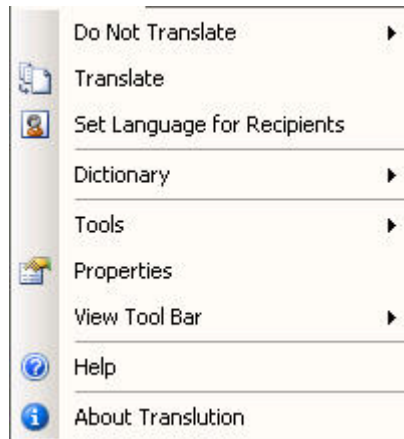 Do Not Translate
Translate
Set Language for Recipients
Dictionary
Tools
Properties
View Tool Bar
Help
About Translution